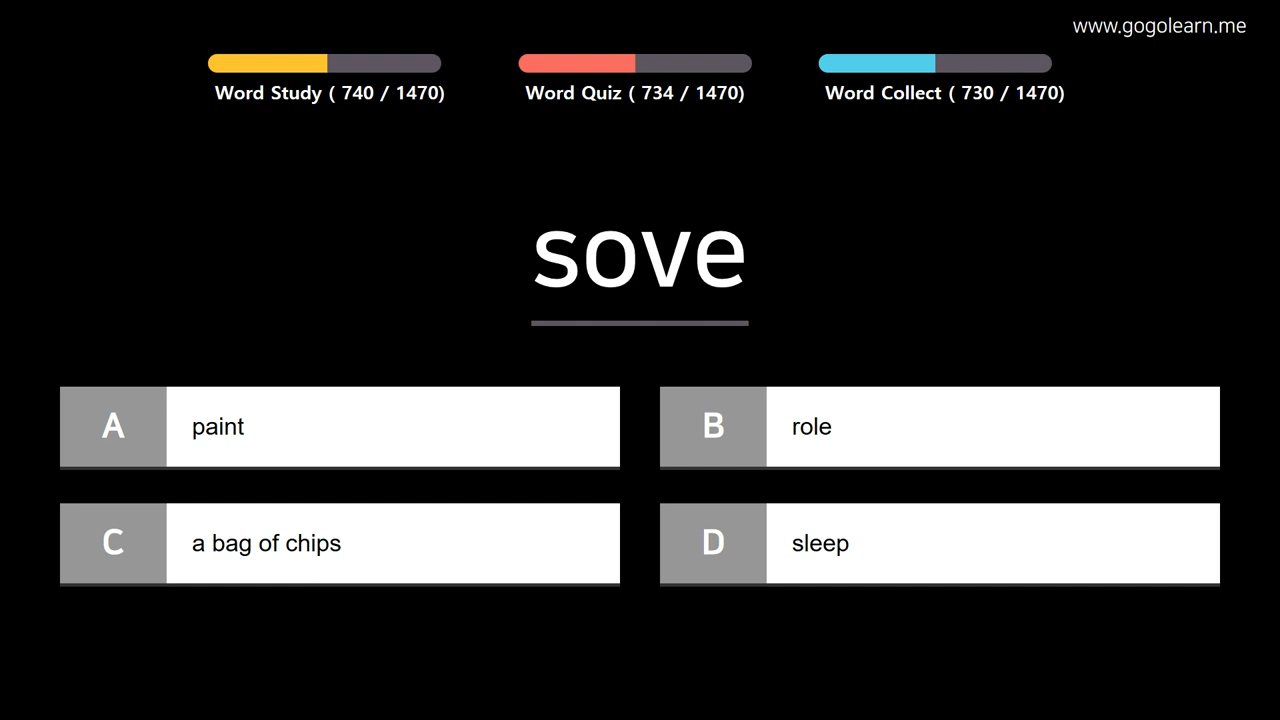 www.gogolearn.me
Word Study ( 740 / 1470)
Word Quiz ( 734 / 1470)
Word Collect ( 730 / 1470)
sove
A paint
B role
C a bag of chips
D sleep